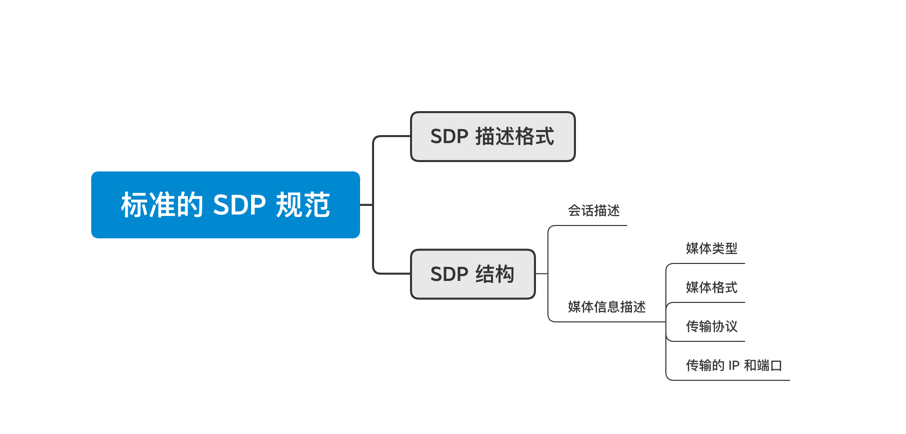 标准的 SDP 规范
SDP 描述格式
SDP 结构
会话描述
媒体信息描述
媒体类型
媒体格式
传输协议
传输的 IP 和端口